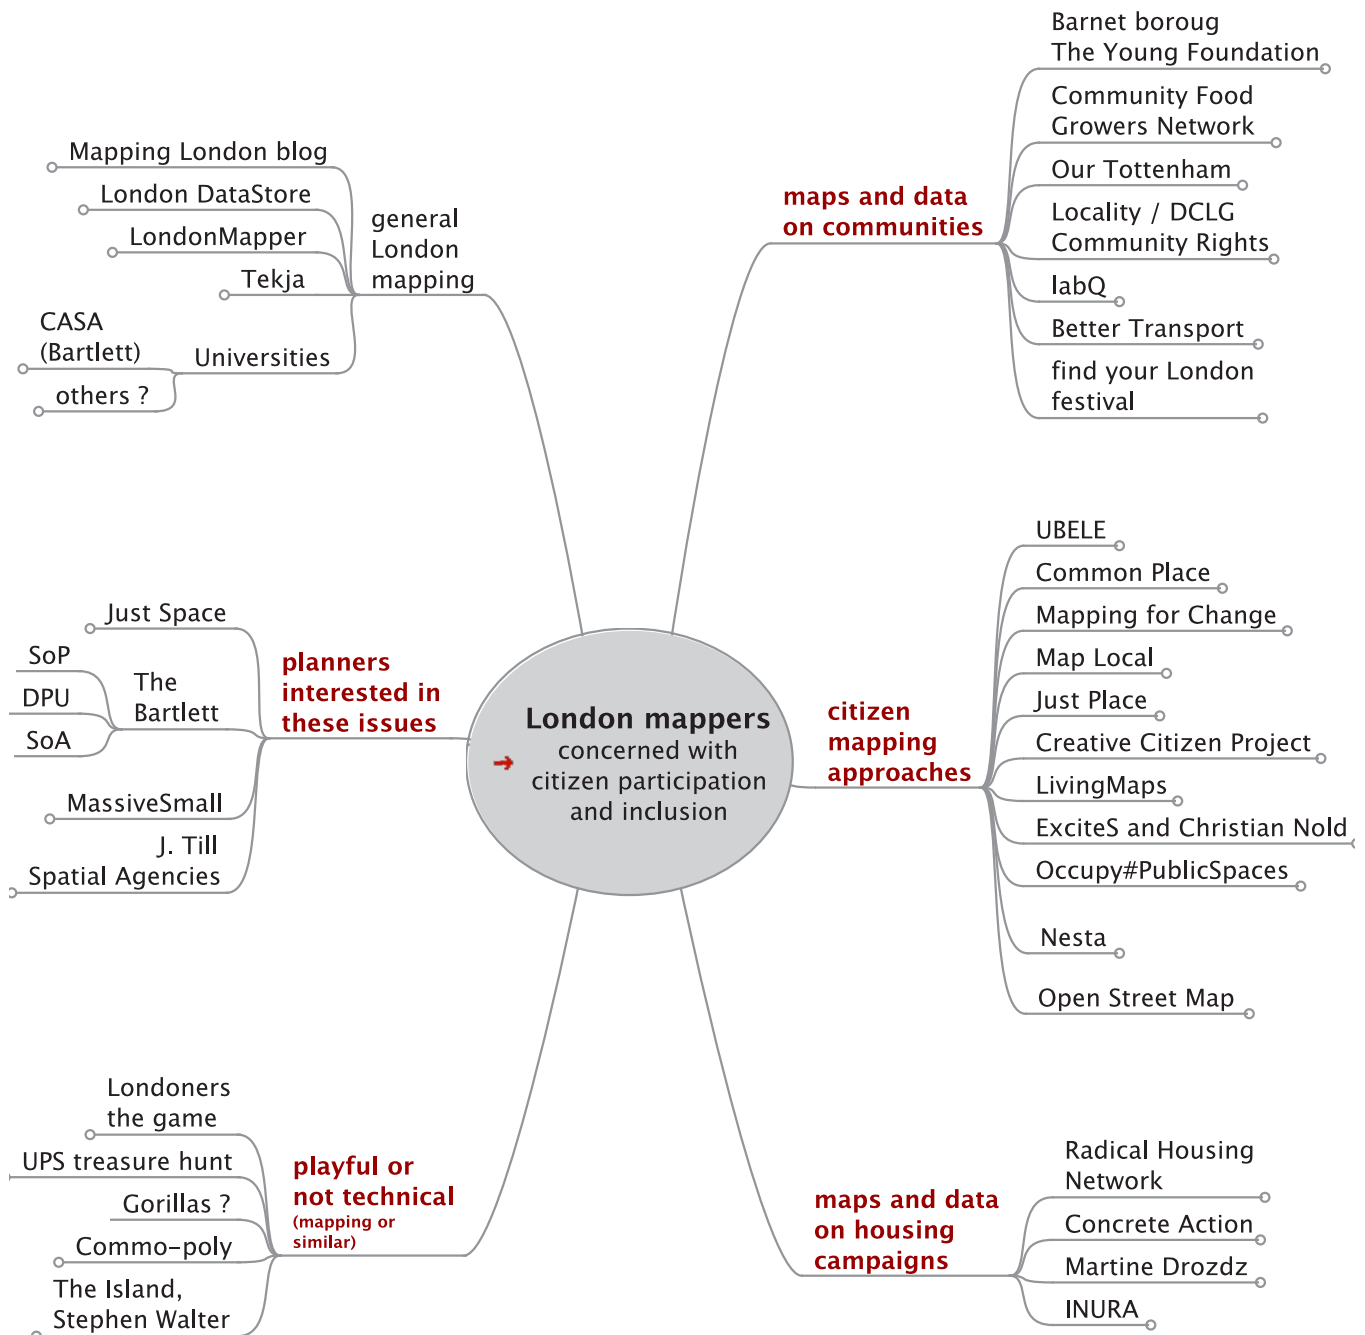 London mappers
concerned with
citizen participation
and inclusion
general
London
mapping
Mapping London blog
London DataStore
LondonMapper
Tekja
Universities
CASA
(Bartlett)
others ?
planners
interested in
these issues
Just Space
The
Bartlett
SoP
DPU
SoA
MassiveSmall
J. Till
Spatial Agencies
playful or
not technical
(mapping or
similar)
Londoners
the game
UPS treasure hunt
Gorillas ?
Commo-poly
The Island,
Stephen Walter
maps and data
on communities
Barnet boroug
The Young Foundation
Community Food
Growers Network
Our Tottenham
Locality / DCLG
Community Rights
labQ
Better Transport
find your London
festival
citizen
mapping
approaches
UBELE
Common Place
Mapping for Change
Map Local
Just Place
Creative Citizen Project
LivingMaps
ExciteS and Christian Nold
Occupy#PublicSpaces
Nesta
Open Street Map
maps and data
on housing
campaigns
Radical Housing
Network
Concrete Action
Martine Drozdz
INURA